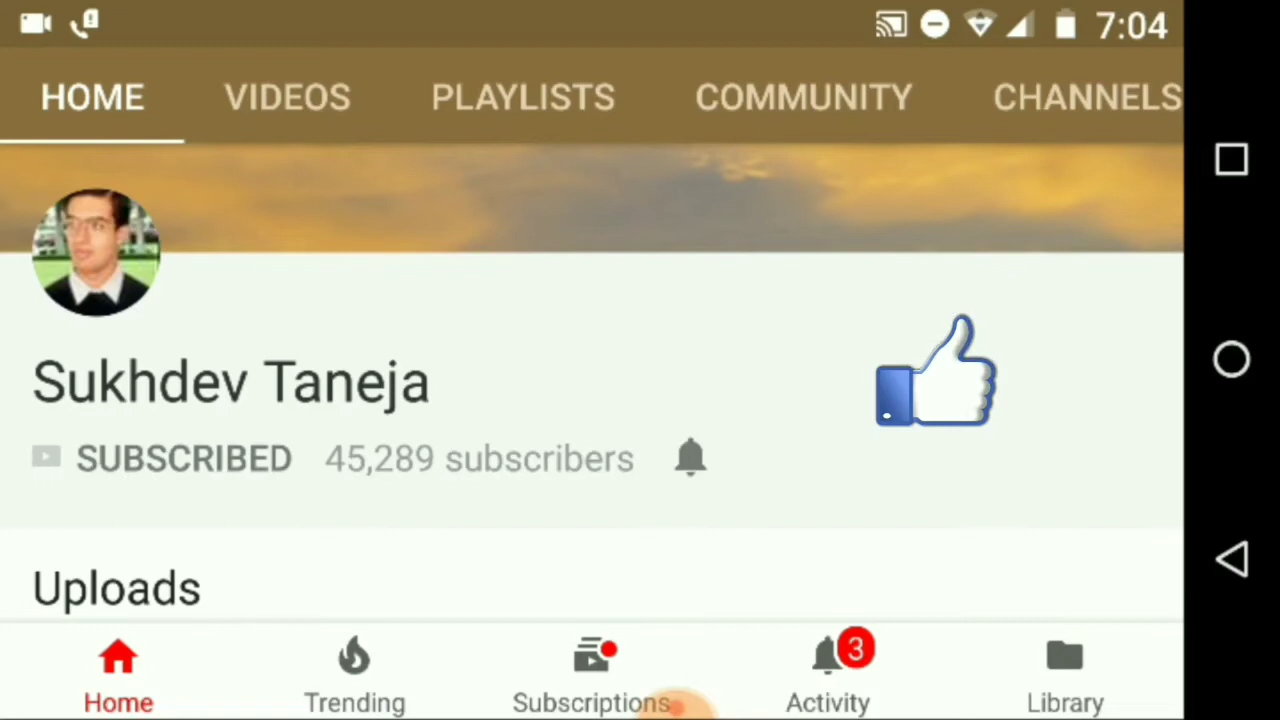 7:04
HOME VIDEOS PLAYLISTS COMMUNITY CHANNELS
Sukhdev Taneja
SUBSCRIBED 45,289 subscribers
Uploads
3
Home Trending Subscriptions Activity Library